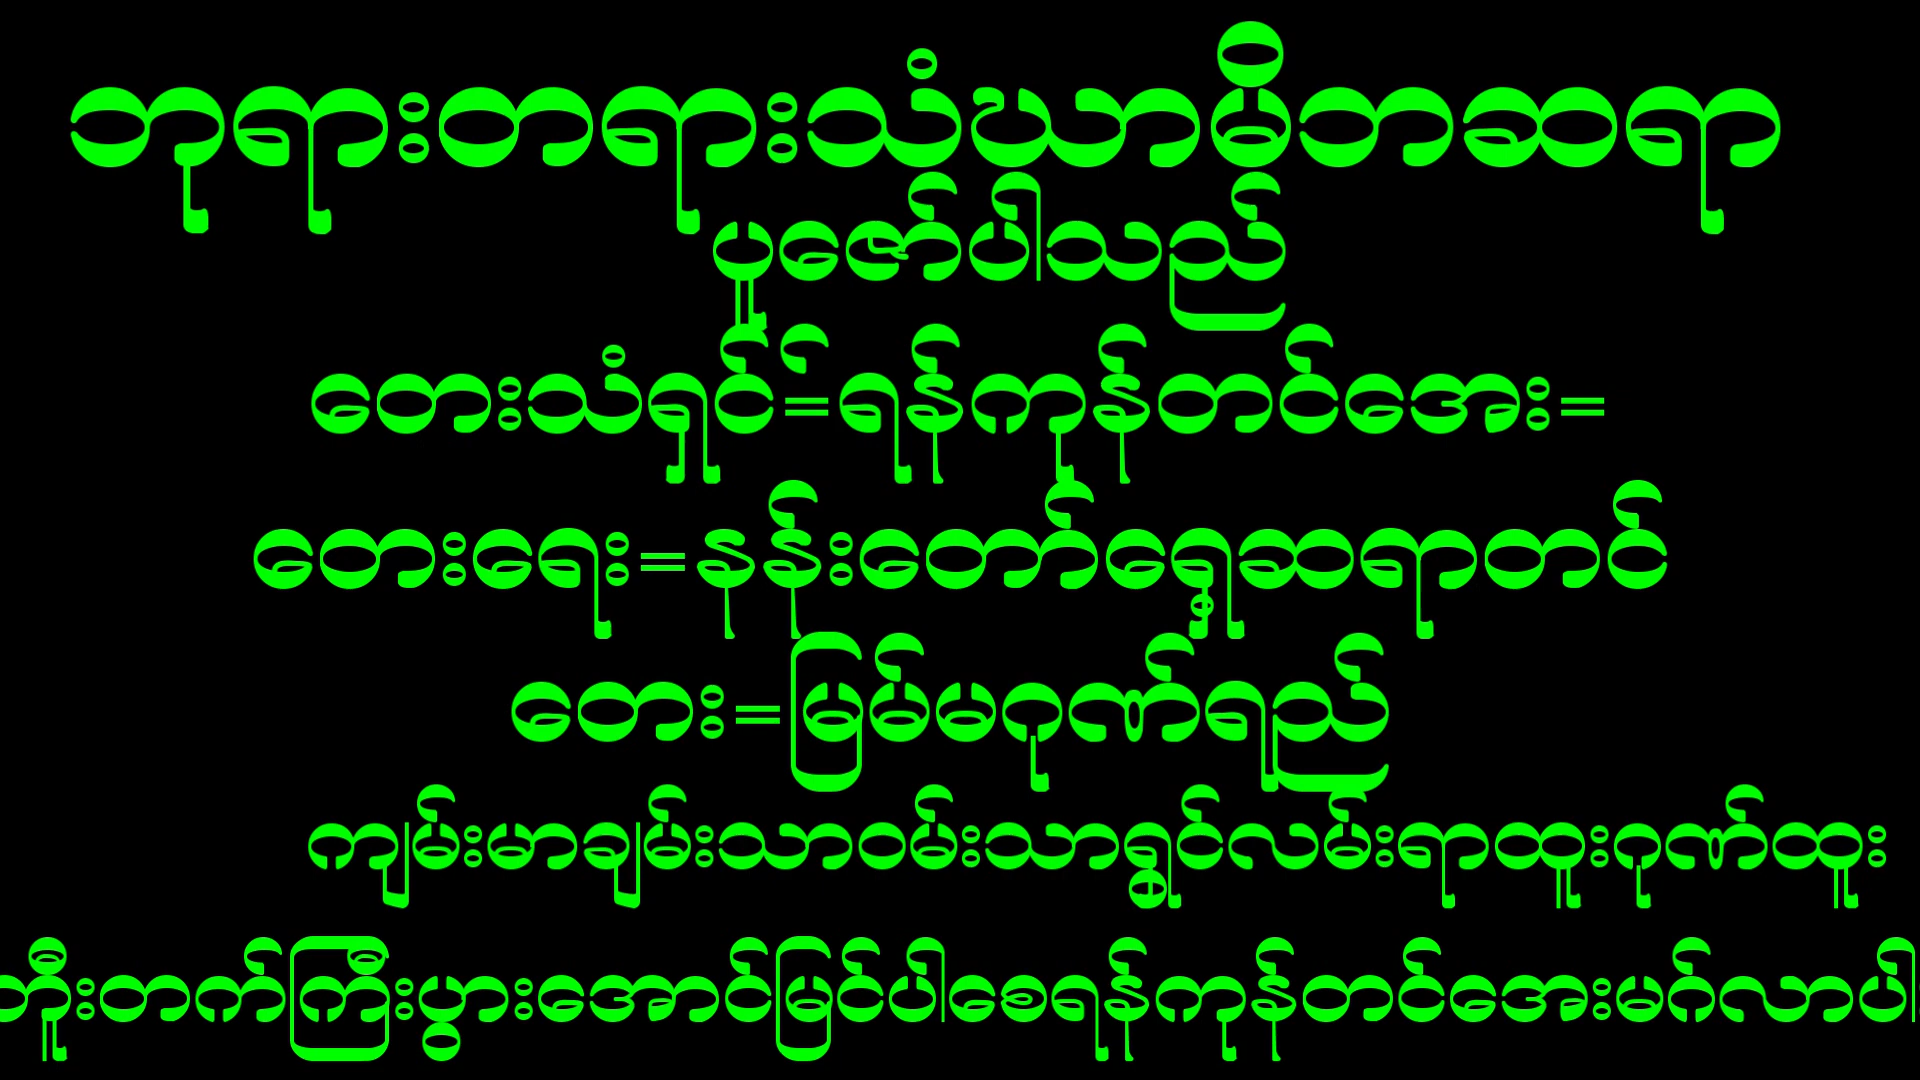 ဘုရားတရားသံဃာမိဘဆရာ
ပူဇော်ပါသည်
တေးသံရှင််=ရန်ကုန်တင်အေး=
တေးရေး=နန်းတော်ရှေ့ဆရာတင်
တေး=မြမ်မဂုဏ်ရည်
ကျမ်းမာချမ်းသာဝမ်းသာရွှင်လမ်းရာထူးဂုဏ်ထူး
တီူးတက်ကြီးပွားအောင်မြင်ပါစေရန်ကုန်တင်အေးမဂ်လာပါ